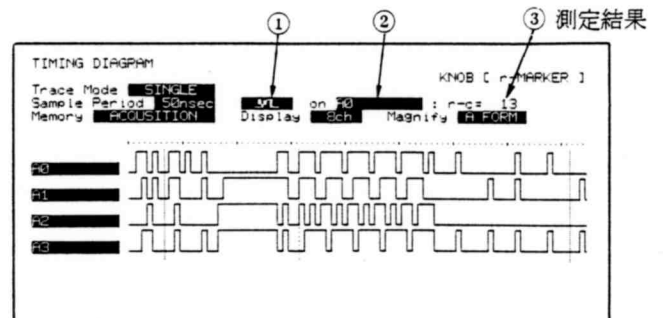 ① ② ③ 測定結果
TIMING DIAGRAM
KNOB [ r-MARKER ]
Trace Mode SINGLE
Sample Period 50nsec on A0 : r-c= 13
Memory ACQUSITION Display 8ch Magnify A FORM
A0
A1
A2
A3